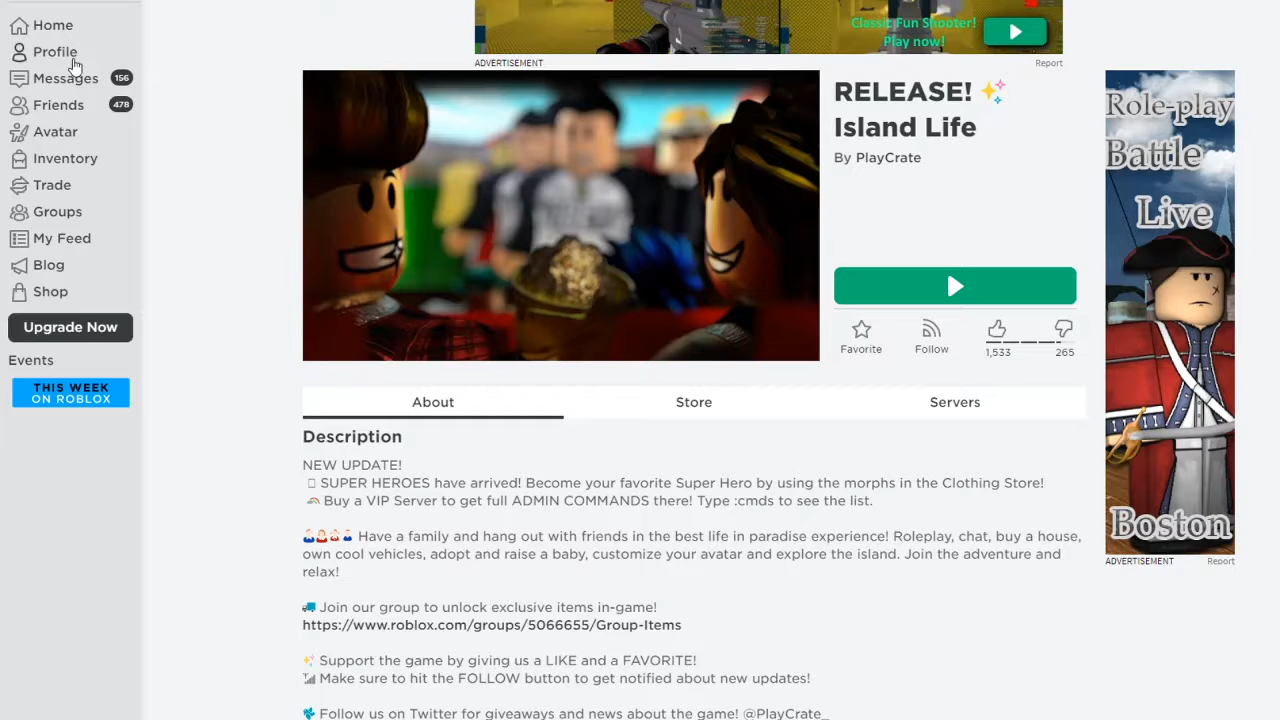 Home
Profile
Messages 156
Friends 478
Avatar
Inventory
Trade
Groups
My Feed
Blog
Shop
Upgrade Now
Events
THIS WEEK
ON ROBLOX
Classic Fun Shooter!
Play now!
ADVERTISEMENT Report
RELEASE! ✨
Island Life
By PlayCrate
Favorite
Follow
1,533
265
Role-play
Battle
Live
Boston
ADVERTISEMENT Report
About Store Servers
Description
NEW UPDATE!
SUPER HEROES have arrived! Become your favorite Super Hero by using the morphs in the Clothing Store!
Buy a VIP Server to get full ADMIN COMMANDS there! Type :cmds to see the list.
Have a family and hang out with friends in the best life in paradise experience! Roleplay, chat, buy a house,
own cool vehicles, adopt and raise a baby, customize your avatar and explore the island. Join the adventure and
relax!
Join our group to unlock exclusive items in-game!
https://www.roblox.com/groups/5066655/Group-Items
✨ Support the game by giving us a LIKE and a FAVORITE!
📶 Make sure to hit the FOLLOW button to get notified about new updates!
Follow us on Twitter for giveaways and news about the game! @PlayCrate_